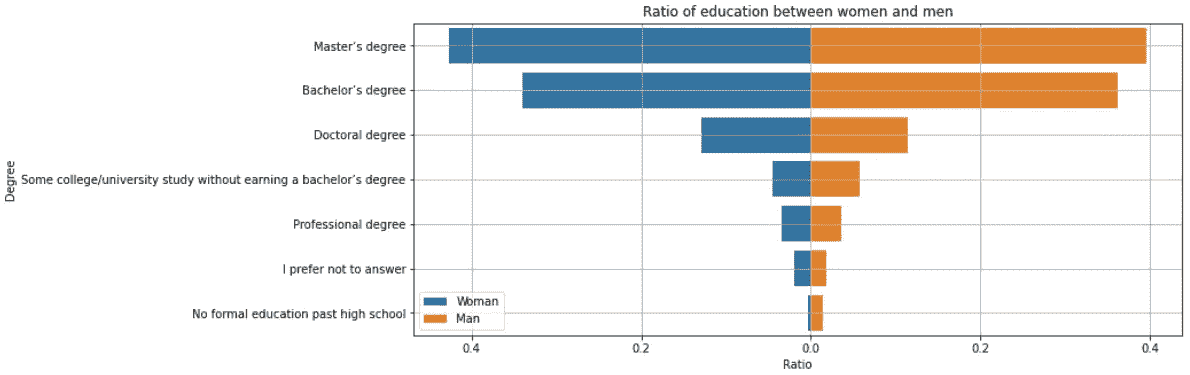 Ratio of education between women and men
Degree
Master’s degree
Bachelor’s degree
Doctoral degree
Some college/university study without earning a bachelor’s degree
Professional degree
I prefer not to answer
No formal education past high school
Woman
Man
0.4 0.2 0.0 0.2 0.4
Ratio